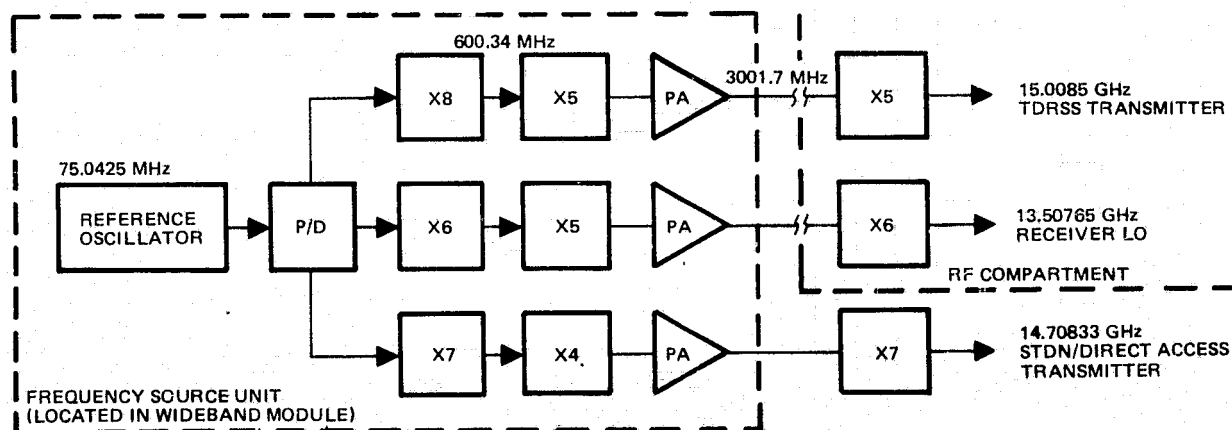 600.34 MHz
X8
X5
PA
3001.7 MHz
X5
15.0085 GHz
TDRSS TRANSMITTER
75.0425 MHz
REFERENCE
OSCILLATOR
P/D
X6
X5
PA
X6
13.50765 GHz
RECEIVER LO
RF COMPARTMENT
X7
X4
PA
X7
14.70833 GHz
STDN/DIRECT ACCESS
TRANSMITTER
FREQUENCY SOURCE UNIT
(LOCATED IN WIDEBAND MODULE)